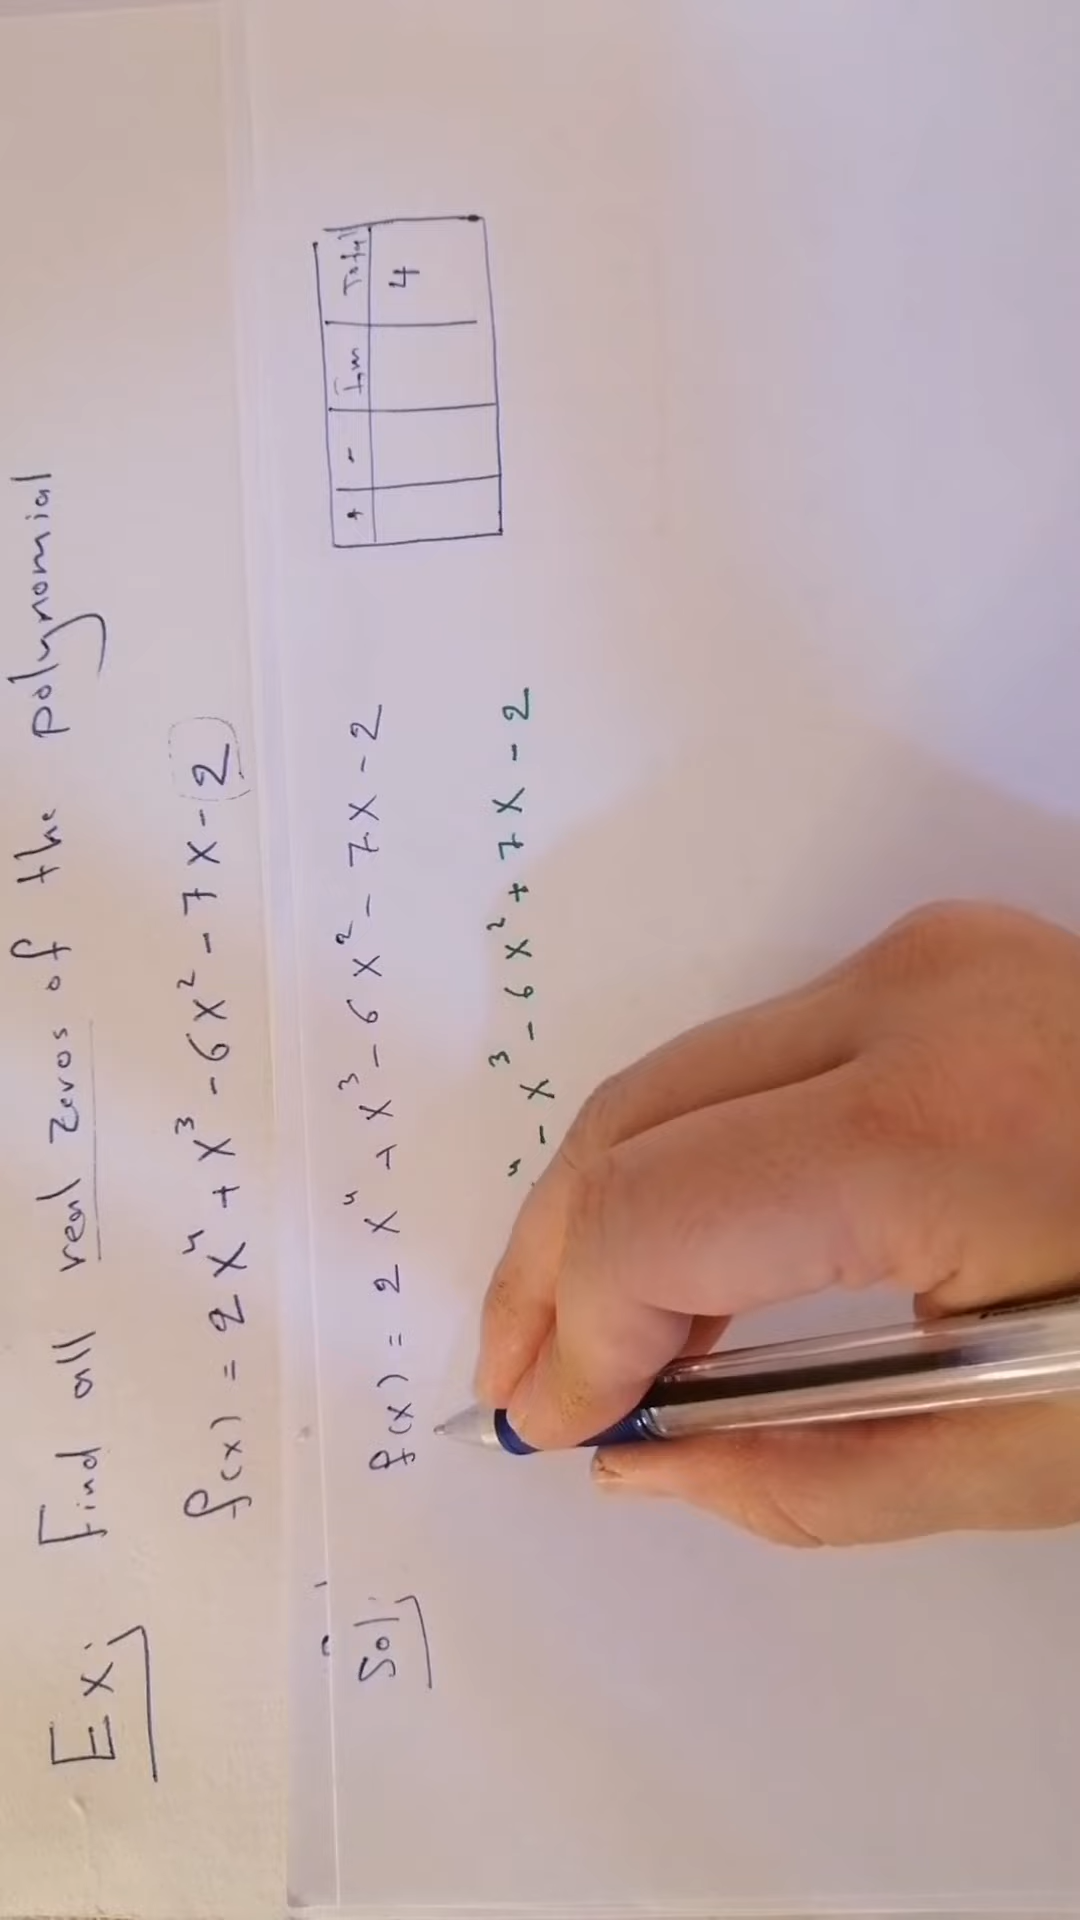 Ex: Find all real zeros of the polynomial
f(x) = 2x⁴ + x³ - 6x² - 7x - 2
Sol: f(x) = 2x⁴ + x³ - 6x² - 7x - 2
⁴ - x³ - 6x² + 7x - 2
+ - Im Total
4